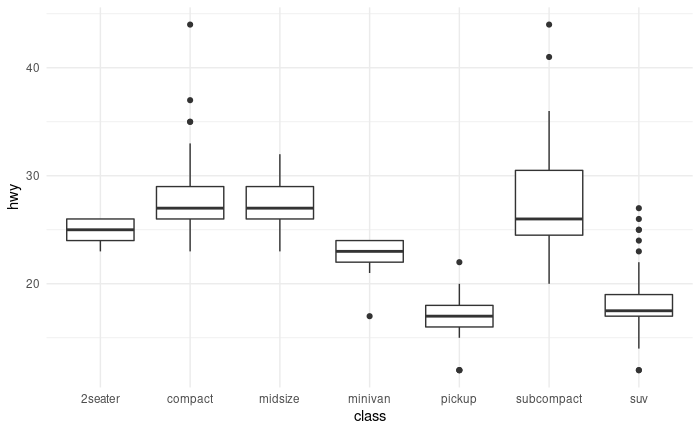 hwy
40
30
20
2seater compact midsize minivan pickup subcompact suv
class